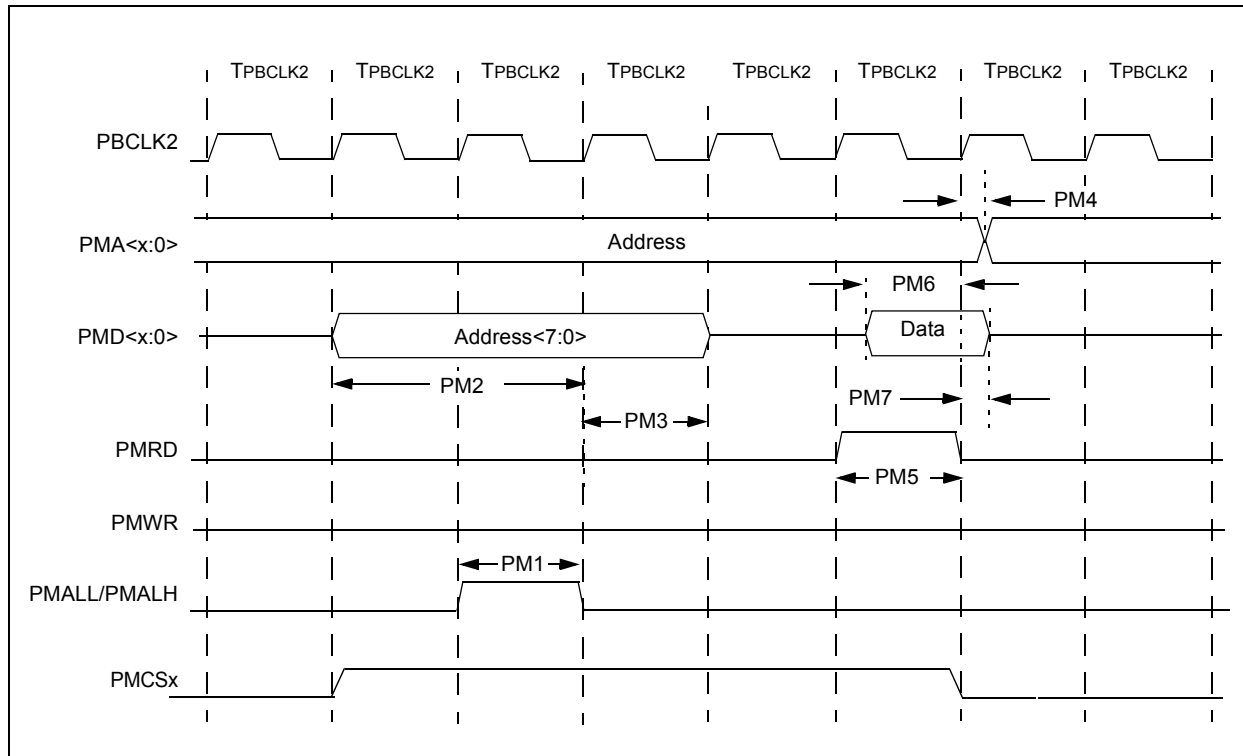 TPBCLK2 TPBCLK2 TPBCLK2 TPBCLK2 TPBCLK2 TPBCLK2 TPBCLK2 TPBCLK2
PBCLK2
PM4
PMA<x:0>
Address
PM6
PMD<x:0>
Address<7:0>
Data
PM2
PM7
PM3
PMRD
PM5
PMWR
PM1
PMALL/PMALH
PMCSx